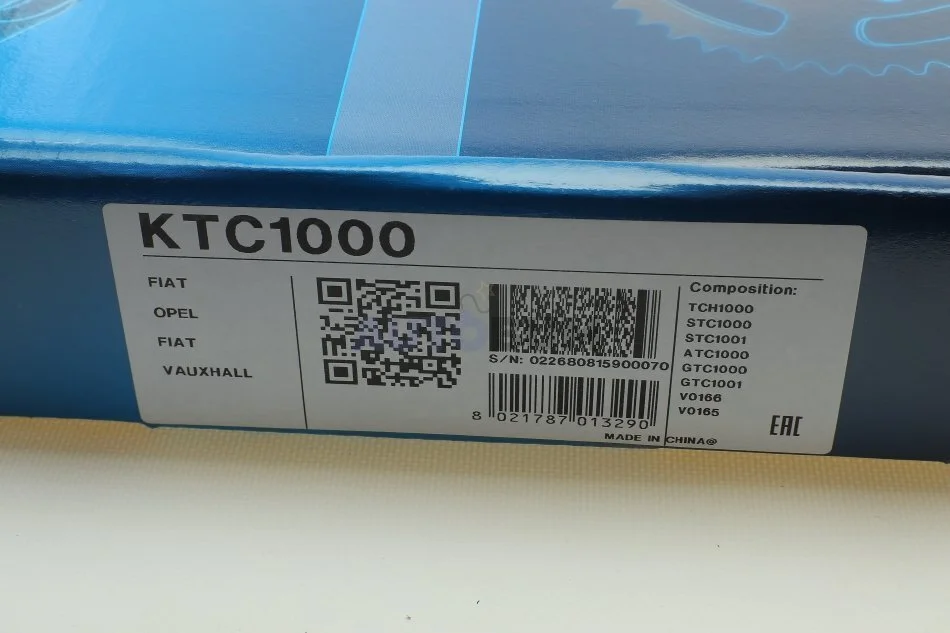 KTC1000
FIAT
OPEL
FIAT
VAUXHALL
S/N: 022680815900070
8 021787 013290
MADE IN CHINA@
Composition:
TCH1000
STC1000
STC1001
ATC1000
GTC1000
GTC1001
V0166
V0165
EAC